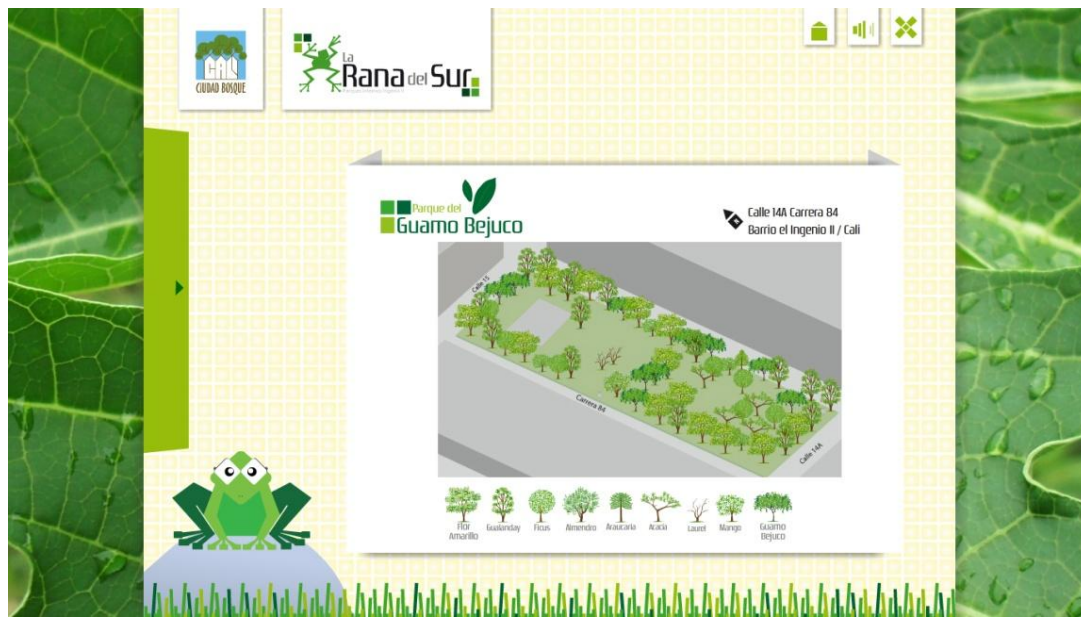 CALI
CIUDAD BOSQUE
La
Rana del Sur
Parque del
Guamo Bejuco
Calle 14A Carrera 84
Barrio el Ingenio II / Cali
Calle 15
Carrera 84
Calle 14A
Flor
Amarillo
Gualanday
Ficus
Almendro
Araucaria
Acacia
Laurel
Mango
Guamo
Bejuco